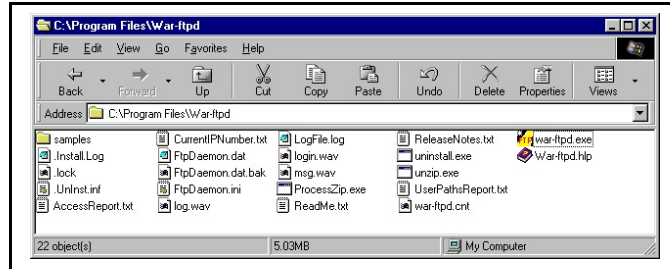 C:\Program Files\War-ftpd
File Edit View Go Favorites Help
Back Forward Up Cut Copy Paste Undo Delete Properties Views
Address C:\Program Files\War-ftpd
samples CurrentIPNumber.txt LogFile.log ReleaseNotes.txt war-ftpd.exe
.Install.Log FtpDaemon.dat login.wav uninstall.exe War-ftpd.hlp
.lock FtpDaemon.dat.bak msg.wav unzip.exe
.UnInst.inf FtpDaemon.ini ProcessZip.exe UserPathsReport.txt
AccessReport.txt log.wav ReadMe.txt war-ftpd.cnt
22 object(s) 5.03MB My Computer